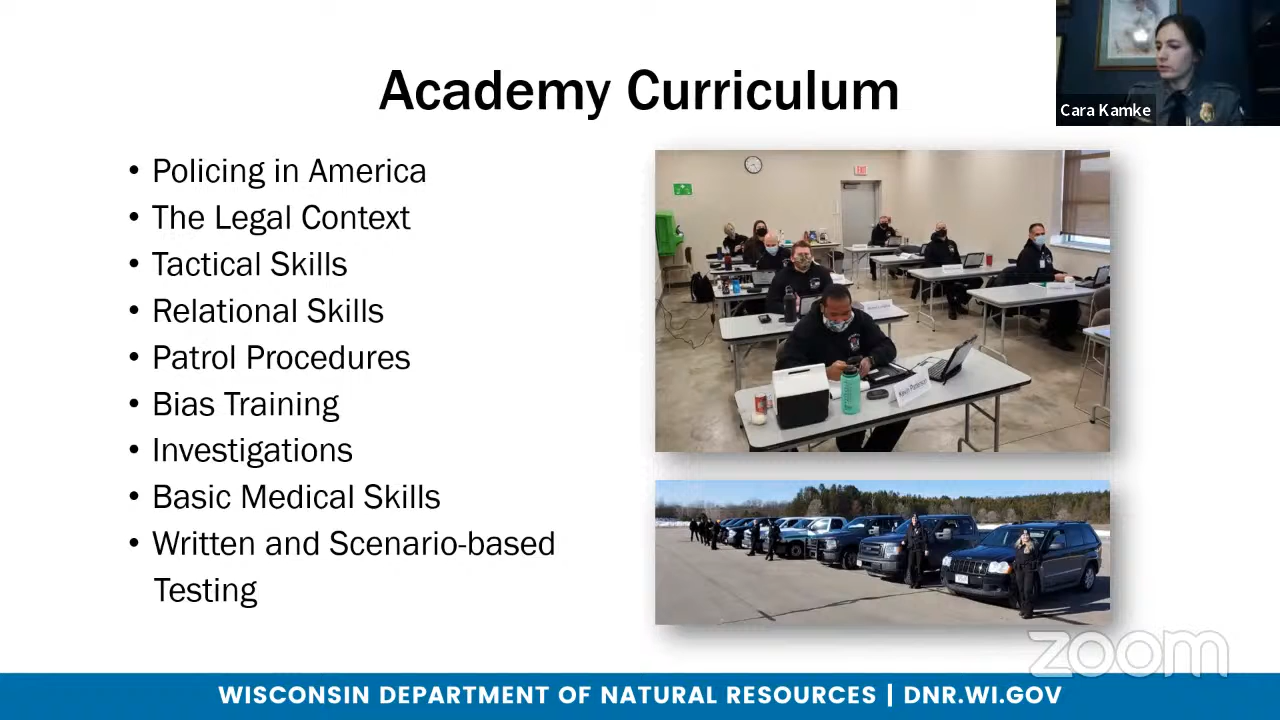 Academy Curriculum
Cara Kamke
• Policing in America
• The Legal Context
• Tactical Skills
• Relational Skills
• Patrol Procedures
• Bias Training
• Investigations
• Basic Medical Skills
• Written and Scenario-based
Testing
EXIT
zoom
WISCONSIN DEPARTMENT OF NATURAL RESOURCES | DNR.WI.GOV